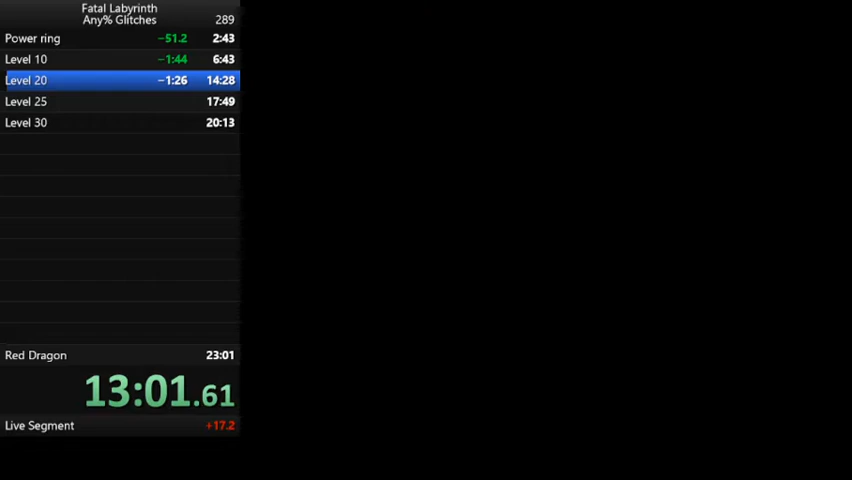 Fatal Labyrinth
Any% Glitches 289
Power ring −51.2 2:43
Level 10 −1:44 6:43
Level 20 −1:26 14:28
Level 25 17:49
Level 30 20:13
Red Dragon 23:01
13:01.61
Live Segment +17.2